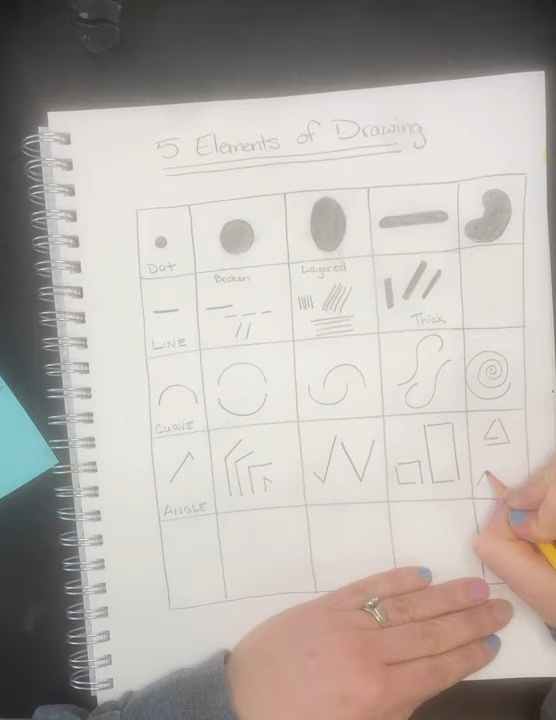 5 Elements of Drawing
Dot
Broken
Layered
LINE
Thick
CURVE
ANGLE